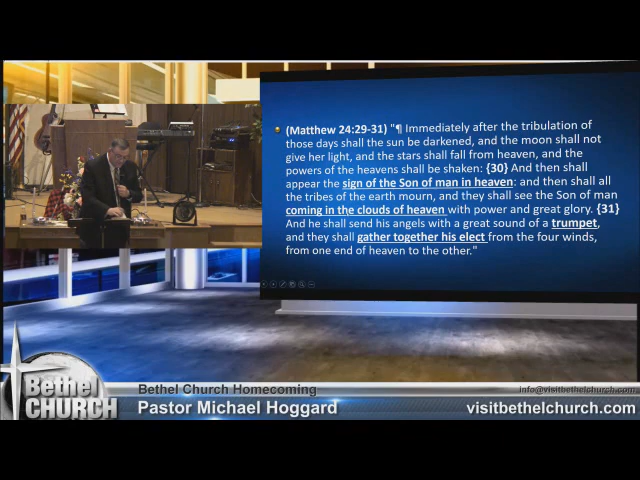 (Matthew 24:29-31) "¶ Immediately after the tribulation of
those days shall the sun be darkened, and the moon shall not
give her light, and the stars shall fall from heaven, and the
powers of the heavens shall be shaken: {30} And then shall
appear the sign of the Son of man in heaven: and then shall all
the tribes of the earth mourn, and they shall see the Son of man
coming in the clouds of heaven with power and great glory. {31}
And he shall send his angels with a great sound of a trumpet,
and they shall gather together his elect from the four winds,
from one end of heaven to the other."
Bethel
CHURCH
Bethel Church Homecoming
info@visitbethelchurch.com
Pastor Michael Hoggard
visitbethelchurch.com